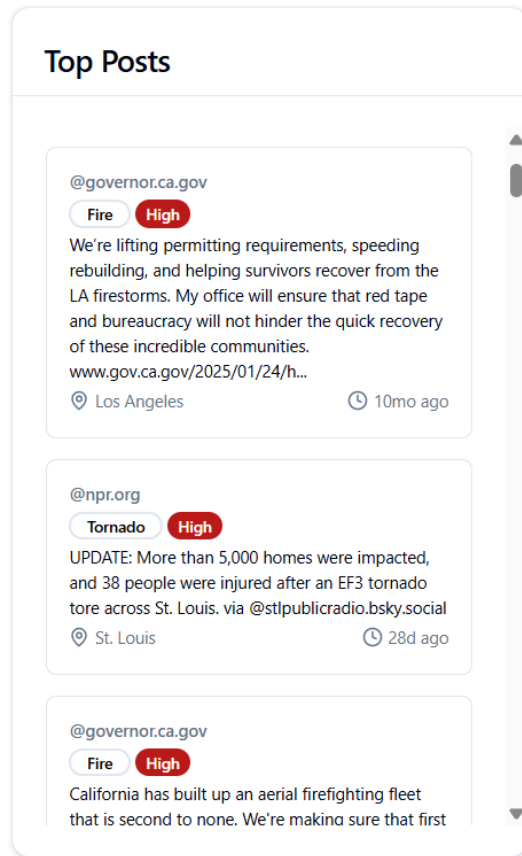 Top Posts
@governor.ca.gov
Fire High
We're lifting permitting requirements, speeding
rebuilding, and helping survivors recover from the
LA firestorms. My office will ensure that red tape
and bureaucracy will not hinder the quick recovery
of these incredible communities.
www.gov.ca.gov/2025/01/24/h...
Los Angeles 10mo ago
@npr.org
Tornado High
UPDATE: More than 5,000 homes were impacted,
and 38 people were injured after an EF3 tornado
tore across St. Louis. via @stlpublicradio.bsky.social
St. Louis 28d ago
@governor.ca.gov
Fire High
California has built up an aerial firefighting fleet
that is second to none. We're making sure that first